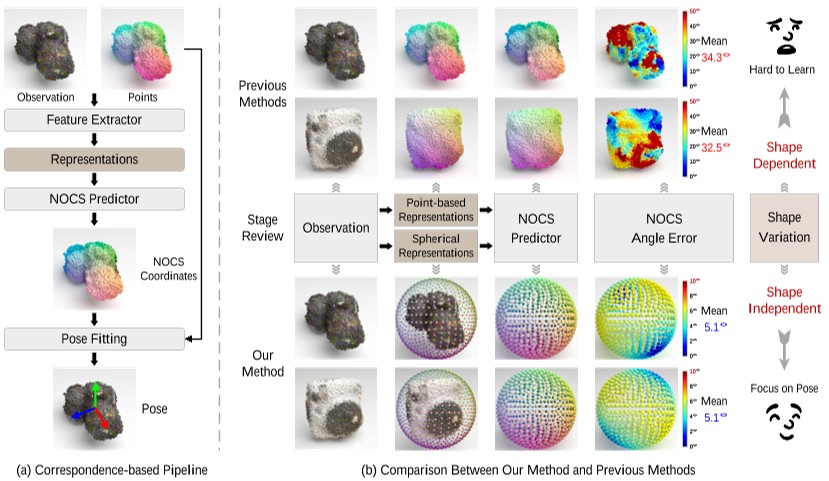 Observation
Points
Feature Extractor
Representations
NOCS Predictor
NOCS
Coordinates
Pose Fitting
Pose
(a) Correspondence-based Pipeline
Previous
Methods
Mean
34.3°
Hard to Learn
Mean
32.5°
Shape
Dependent
Stage
Review
Observation
Point-based
Representations
Spherical
Representations
NOCS
Predictor
NOCS
Angle Error
Shape
Variation
Our
Method
Mean
5.1°
Shape
Independent
Mean
5.1°
Focus on Pose
(b) Comparison Between Our Method and Previous Methods